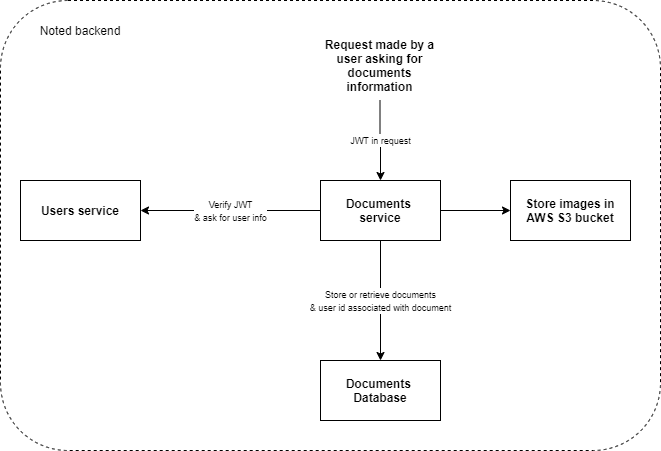 Noted backend
Request made by a
user asking for
documents
information
JWT in request
Users service
Verify JWT
& ask for user info
Documents
service
Store images in
AWS S3 bucket
Store or retrieve documents
& user id associated with document
Documents
Database